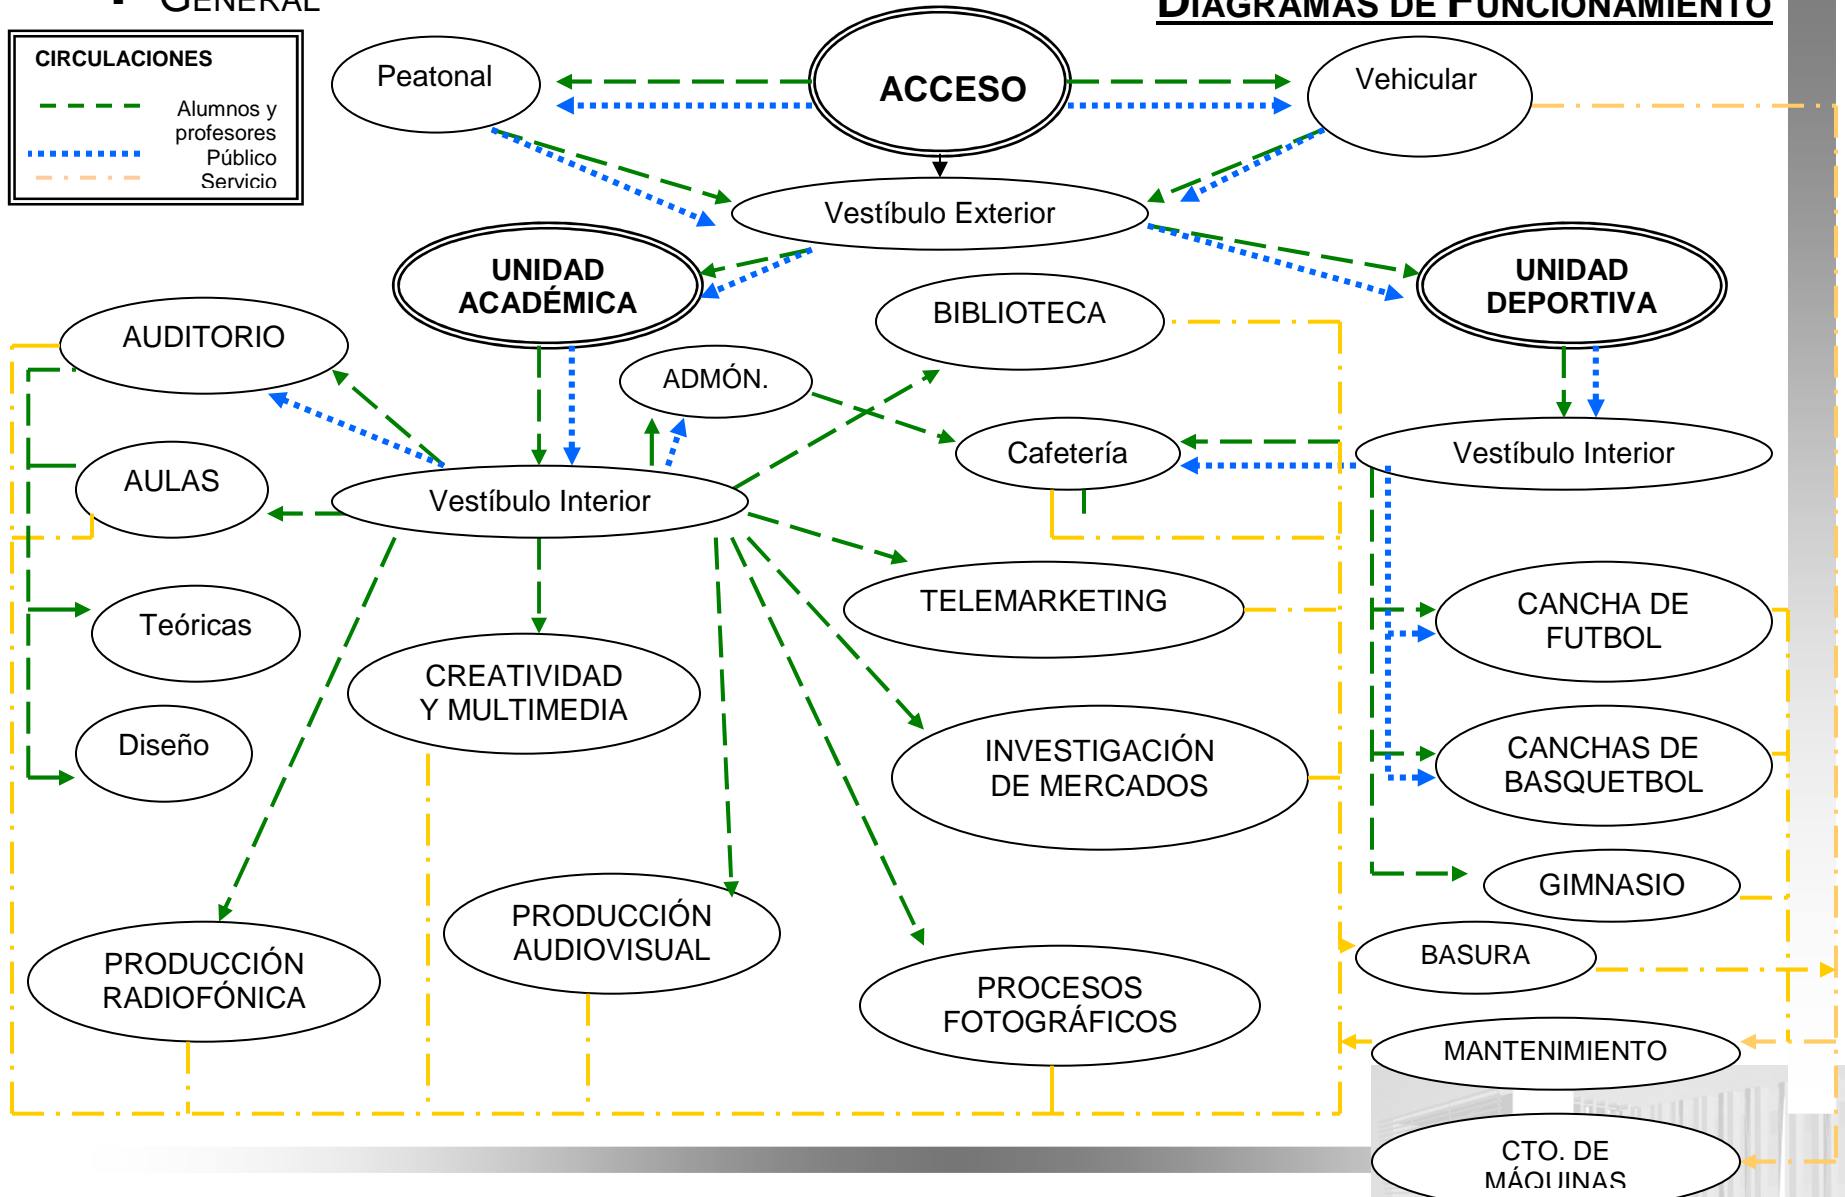 GENERAL
DIAGRAMAS DE FUNCIONAMIENTO
CIRCULACIONES
Alumnos y
profesores
Público
Servicio
Peatonal
ACCESO
Vehicular
Vestíbulo Exterior
UNIDAD
ACADÉMICA
UNIDAD
DEPORTIVA
BIBLIOTECA
AUDITORIO
ADMÓN.
Cafetería
Vestíbulo Interior
AULAS
Vestíbulo Interior
TELEMARKETING
CANCHA DE
FUTBOL
Teóricas
CREATIVIDAD
Y MULTIMEDIA
Diseño
INVESTIGACIÓN
DE MERCADOS
CANCHAS DE
BASQUETBOL
GIMNASIO
PRODUCCIÓN
AUDIOVISUAL
BASURA
PRODUCCIÓN
RADIOFÓNICA
PROCESOS
FOTOGRÁFICOS
MANTENIMIENTO
CTO. DE
MÁQUINAS